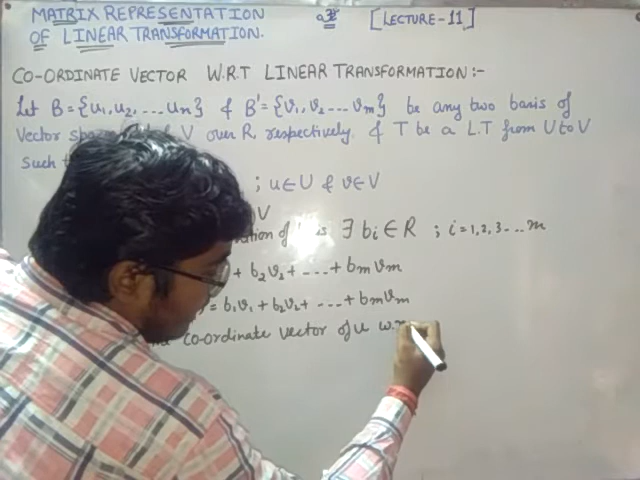 MATRIX REPRESENTATION
OF LINEAR TRANSFORMATION.
[LECTURE-11]
CO-ORDINATE VECTOR W.R.T LINEAR TRANSFORMATION :-
Let B = {u₁, u₂, ... uₙ} & B' = {v₁, v₂ --- vₘ} be any two basis of
Vector V over R, respectively. & T be a L.T from U to V
Such
; u ∈ U & v ∈ V
V
∃ bᵢ ∈ R ; i = 1, 2, 3 --- m
+ b₂v₂ + ---- + bₘvₘ
= b₁v₁ + b₂v₂ + --- + bₘvₘ
co-ordinate vector of u w.r